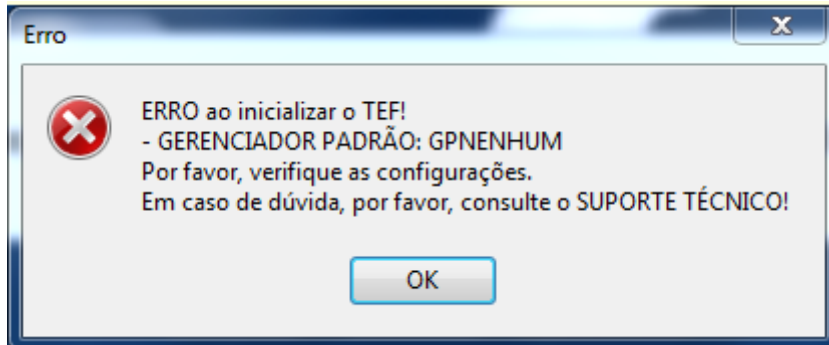 Erro
ERRO ao inicializar o TEF!
- GERENCIADOR PADRÃO: GPNENHUM
Por favor, verifique as configurações.
Em caso de dúvida, por favor, consulte o SUPORTE TÉCNICO!
OK